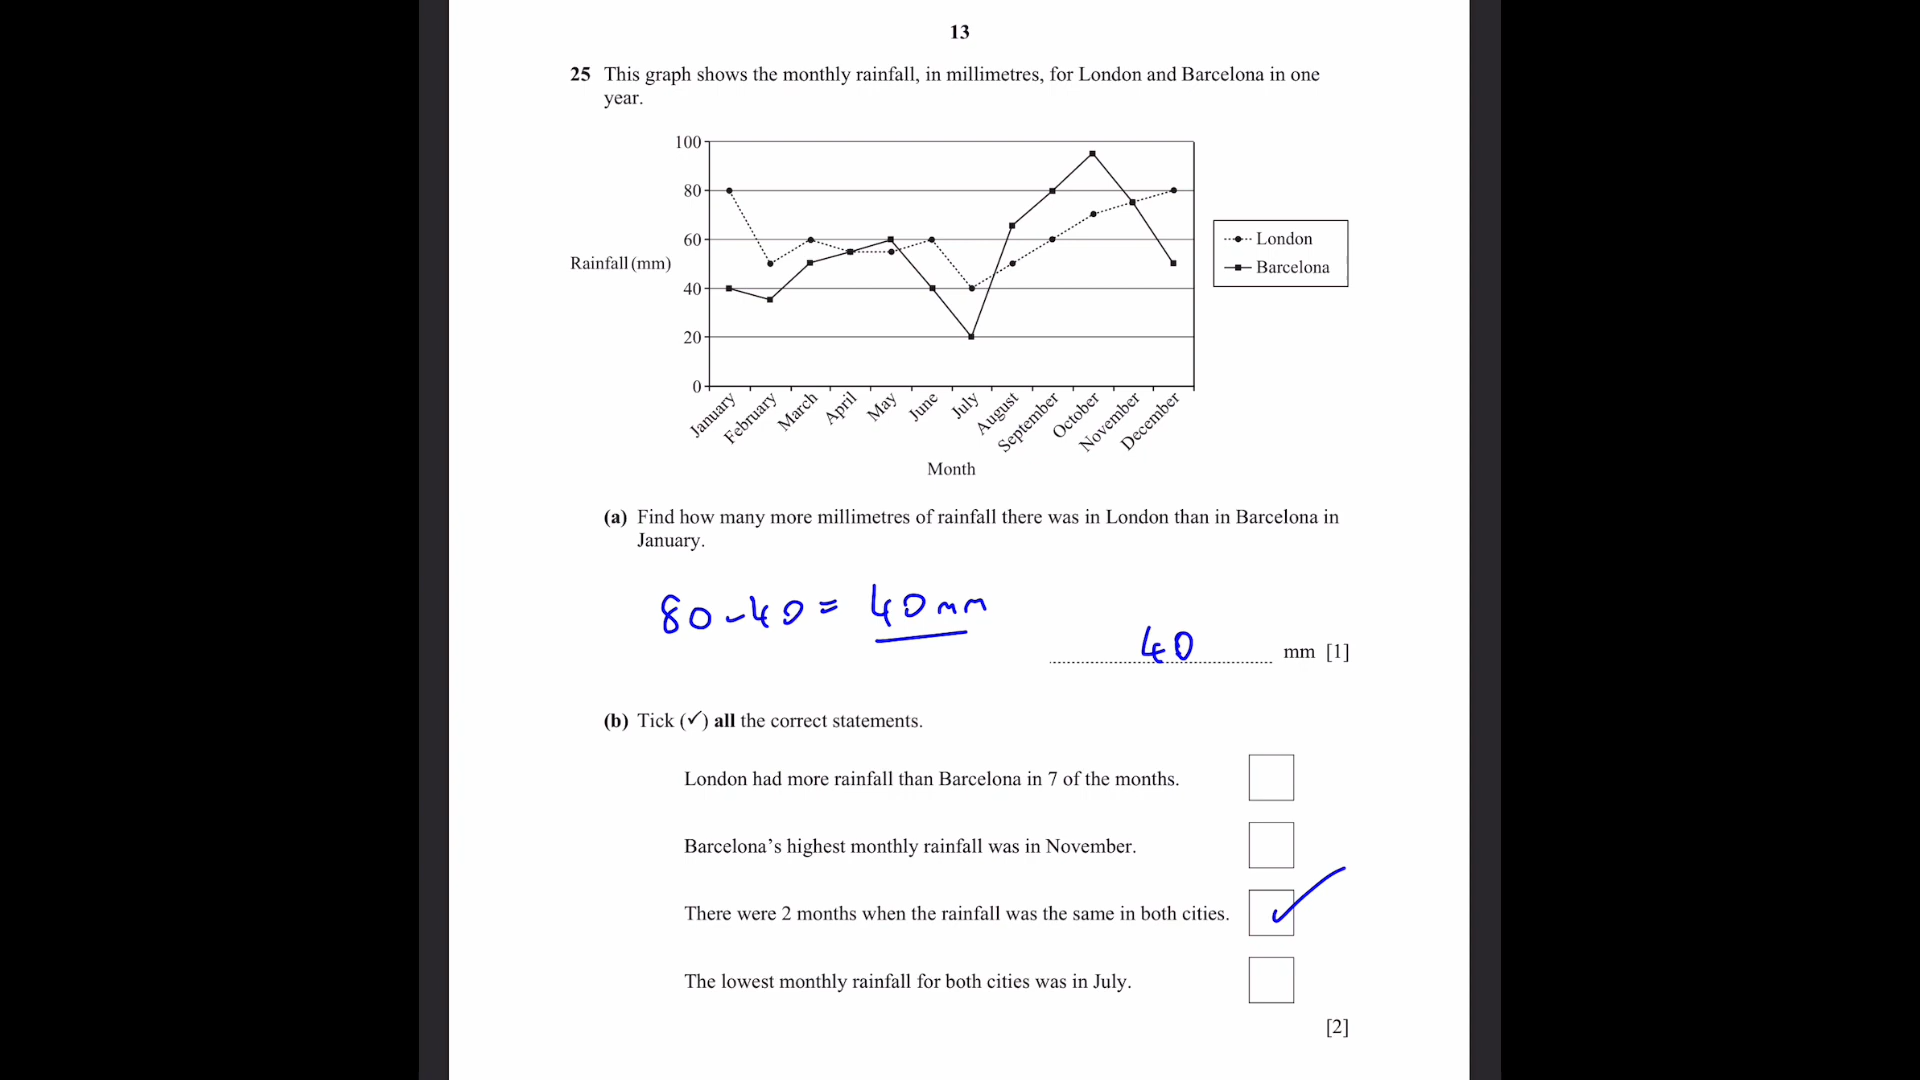 13
25 This graph shows the monthly rainfall, in millimetres, for London and Barcelona in one
year.
100
80
60
Rainfall (mm)
40
20
0
London
Barcelona
January February March April May June July August September October November December
Month
(a) Find how many more millimetres of rainfall there was in London than in Barcelona in
January.
80 - 40 = 40mm
40 mm [1]
(b) Tick (✓) all the correct statements.
London had more rainfall than Barcelona in 7 of the months.
Barcelona's highest monthly rainfall was in November.
There were 2 months when the rainfall was the same in both cities. ✓
The lowest monthly rainfall for both cities was in July.
[2]